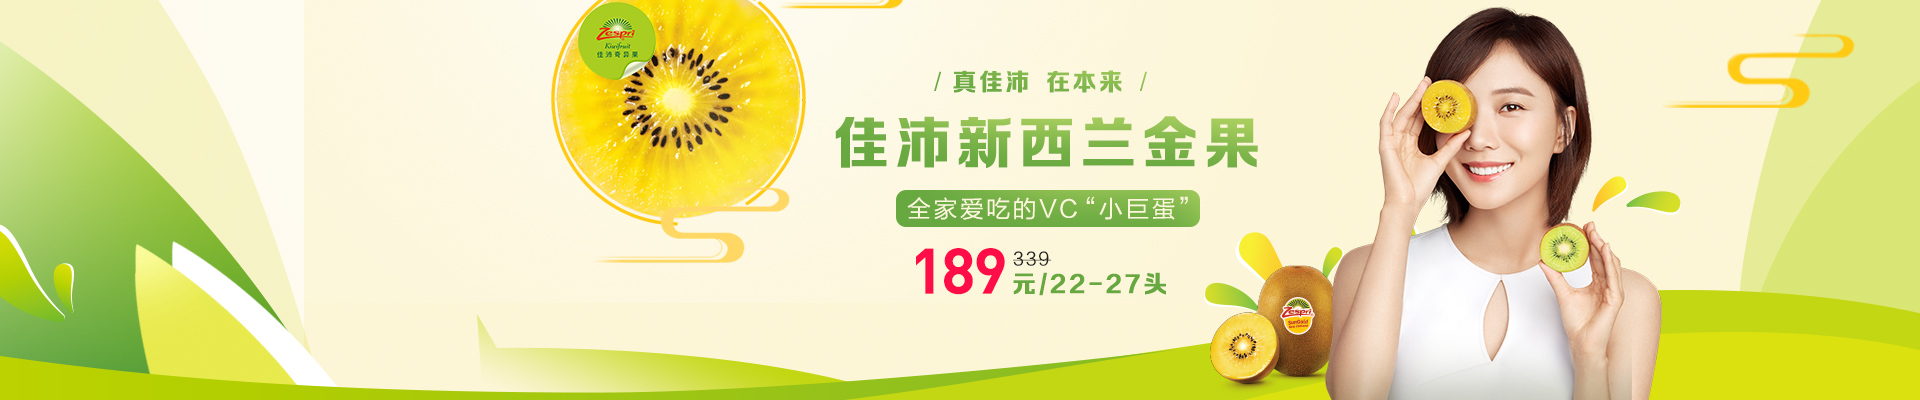 Zespri
Kiwifruit
佳沛奇异果
/ 真佳沛 在本来 /
佳沛新西兰金果
全家爱吃的VC“小巨蛋”
189
339
元/22-27头
Zespri
SunGold